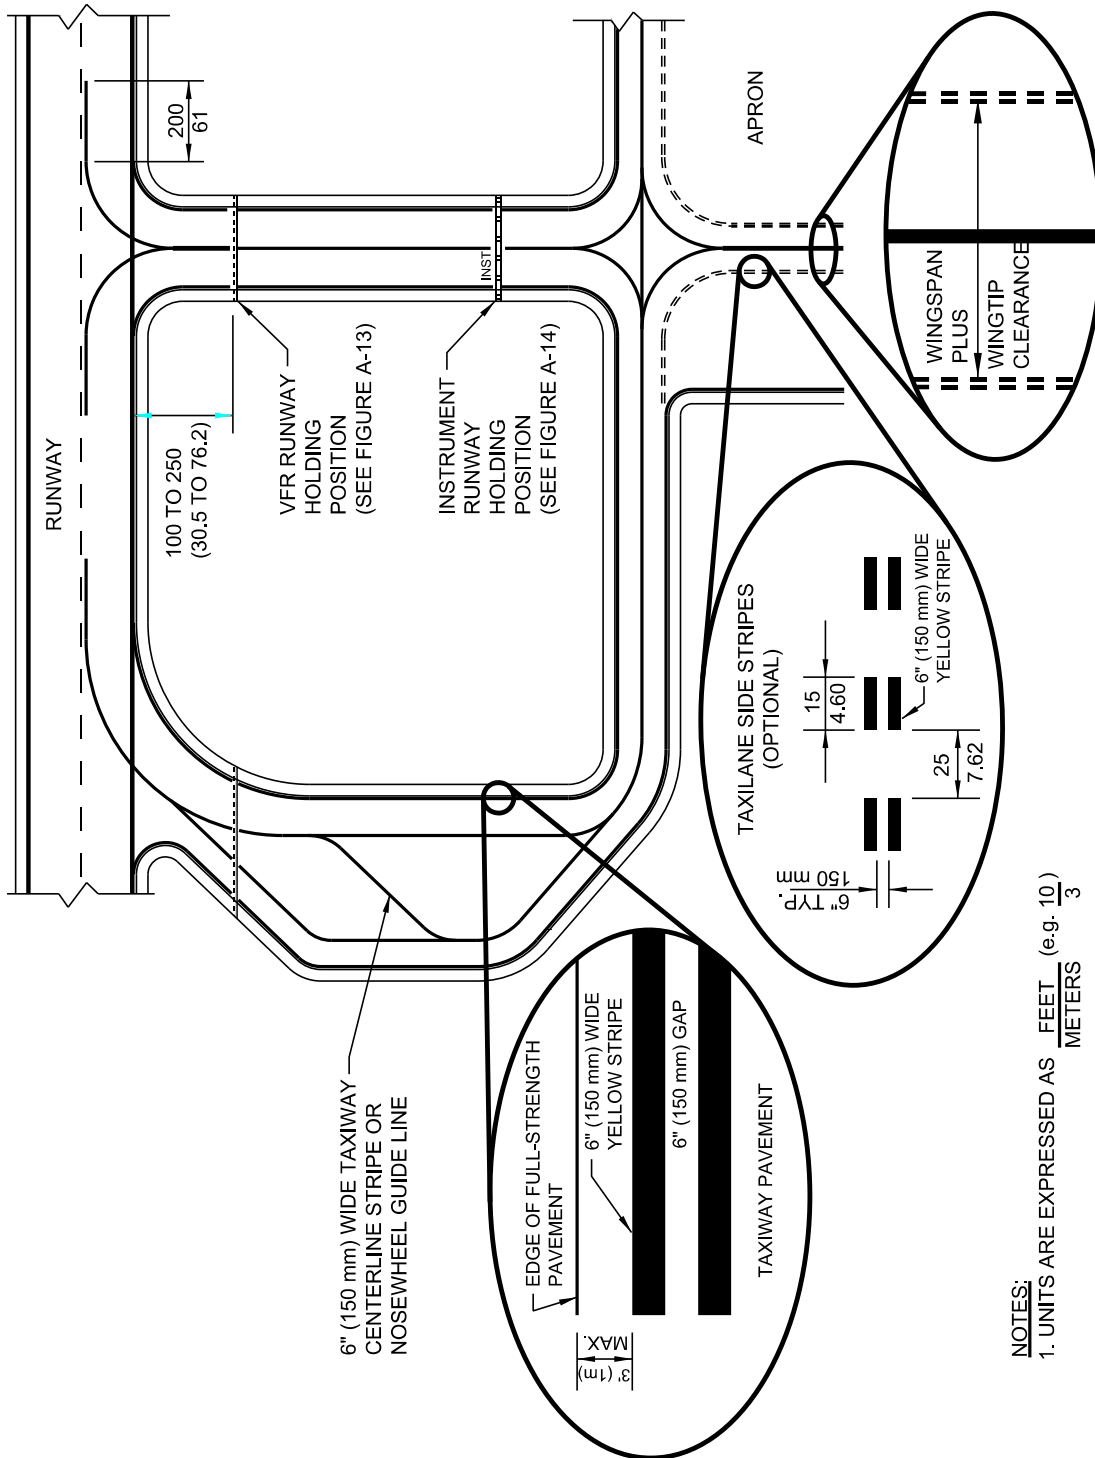 RUNWAY
200
61
100 TO 250
(30.5 TO 76.2)
VFR RUNWAY
HOLDING
POSITION
(SEE FIGURE A-13)
INST
INSTRUMENT
RUNWAY
HOLDING
POSITION
(SEE FIGURE A-14)
APRON
WINGSPAN
PLUS
WINGTIP
CLEARANCE
6" (150 mm) WIDE TAXIWAY
CENTERLINE STRIPE OR
NOSEWHEEL GUIDE LINE
EDGE OF FULL-STRENGTH
PAVEMENT
6" (150 mm) WIDE
YELLOW STRIPE
6" (150 mm) GAP
3' (1m)
MAX.
TAXIWAY PAVEMENT
TAXILANE SIDE STRIPES
(OPTIONAL)
15
4.60
6" (150 mm) WIDE
YELLOW STRIPE
25
7.62
6" TYP.
150 mm
NOTES:
1. UNITS ARE EXPRESSED AS FEET (e.g. 10 )
METERS 3